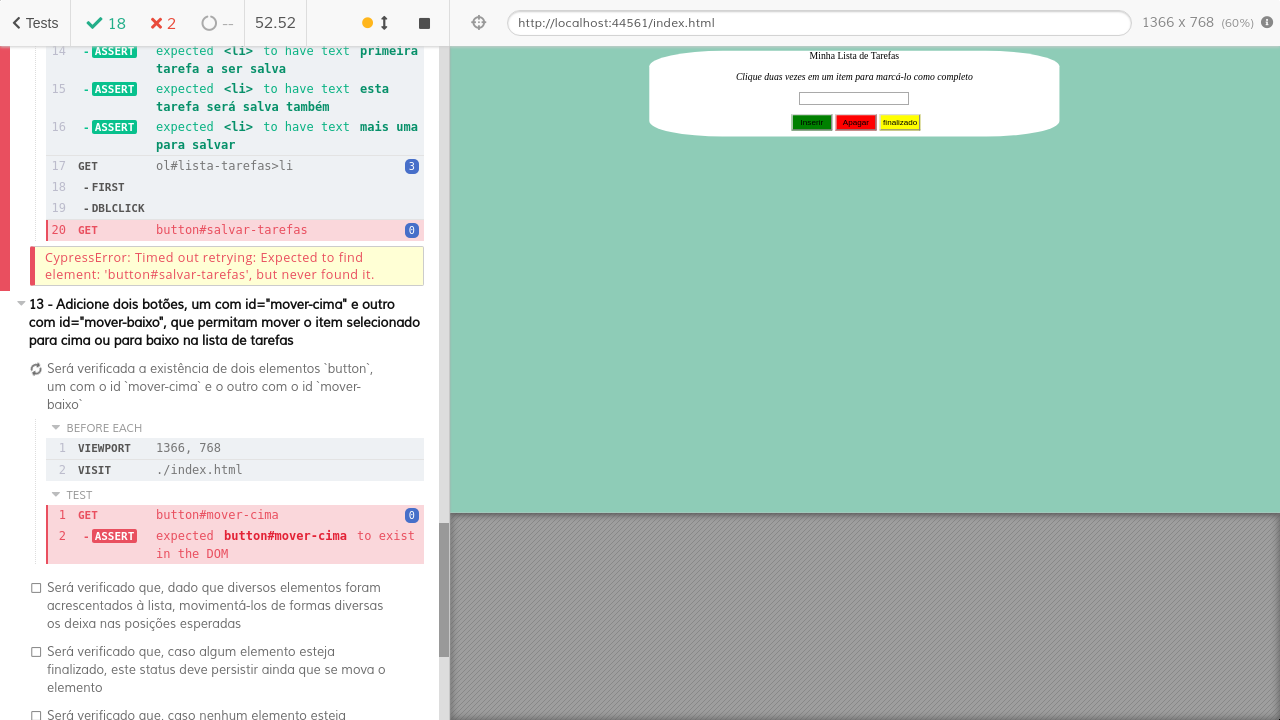 Tests
18
2
--
52.52
http://localhost:44561/index.html
1366 x 768 (60%)
14 - ASSERT expected <li> to have text primeira
tarefa a ser salva
15 - ASSERT expected <li> to have text esta
tarefa será salva também
16 - ASSERT expected <li> to have text mais uma
para salvar
17 GET ol#lista-tarefas>li 3
18 - FIRST
19 - DBLCLICK
20 GET button#salvar-tarefas 0
CypressError: Timed out retrying: Expected to find
element: 'button#salvar-tarefas', but never found it.
13 - Adicione dois botões, um com id="mover-cima" e outro
com id="mover-baixo", que permitam mover o item selecionado
para cima ou para baixo na lista de tarefas
Será verificada a existência de dois elementos `button`,
um com o id `mover-cima` e o outro com o id `mover-
baixo`
BEFORE EACH
1 VIEWPORT 1366, 768
2 VISIT ./index.html
TEST
1 GET button#mover-cima 0
2 - ASSERT expected button#mover-cima to exist
in the DOM
Será verificado que, dado que diversos elementos foram
acrescentados à lista, movimentá-los de formas diversas
os deixa nas posições esperadas
Será verificado que, caso algum elemento esteja
finalizado, este status deve persistir ainda que se mova o
elemento
Será verificado que, caso nenhum elemento esteja
Minha Lista de Tarefas
Clique duas vezes em um item para marcá-lo como completo
Inserir Apagar finalizado